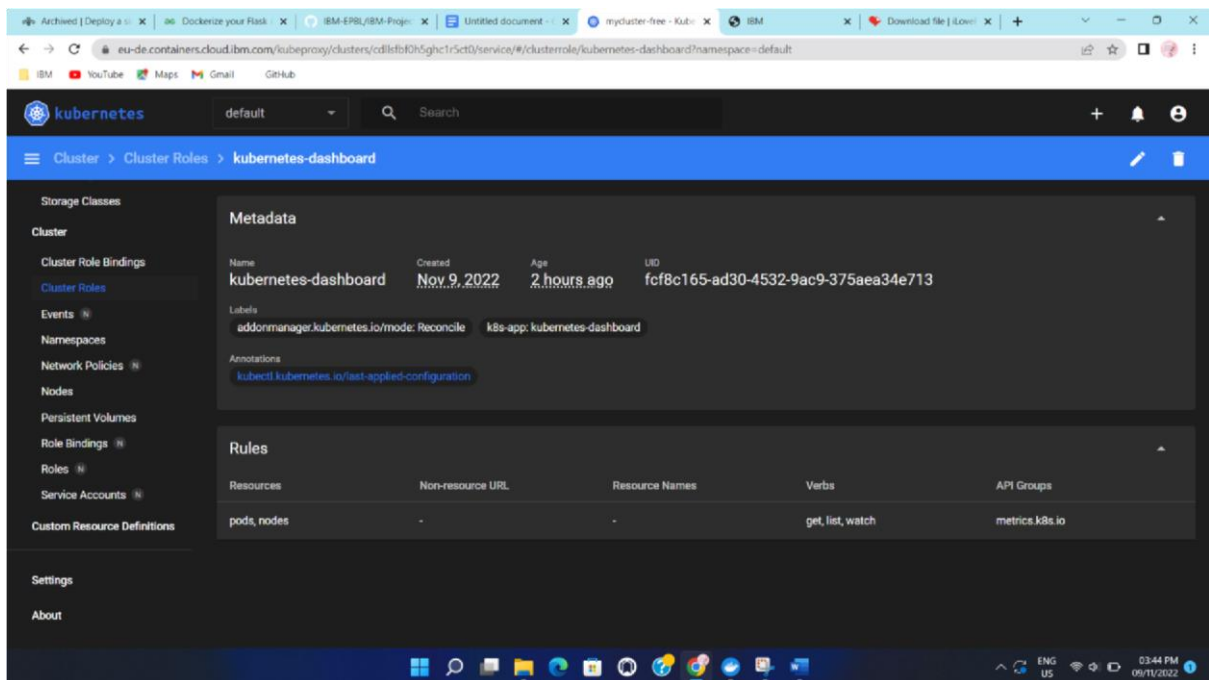 Archived | Deploy a si
Dockerize your Flask
IBM-EPBL/IBM-Projec
Untitled document -
mycluster-free - Kube
IBM
Download file | iLove
eu-de.containers.cloud.ibm.com/kubeproxy/clusters/cdllsfbf0h5ghc1r5ct0/service/#/clusterrole/kubernetes-dashboard?namespace=default
IBM YouTube Maps Gmail GitHub
kubernetes default Search
Cluster > Cluster Roles > kubernetes-dashboard
Storage Classes
Cluster
Cluster Role Bindings
Cluster Roles
Events N
Namespaces
Network Policies N
Nodes
Persistent Volumes
Role Bindings N
Roles N
Service Accounts N
Custom Resource Definitions
Settings
About
Metadata
Name Created Age UID
kubernetes-dashboard Nov 9, 2022 2 hours ago fcf8c165-ad30-4532-9ac9-375aea34e713
Labels
addonmanager.kubernetes.io/mode: Reconcile k8s-app: kubernetes-dashboard
Annotations
kubectl.kubernetes.io/last-applied-configuration
Rules
Resources Non-resource URL Resource Names Verbs API Groups
pods, nodes - - get, list, watch metrics.k8s.io
ENG 03:44 PM
US 09/11/2022